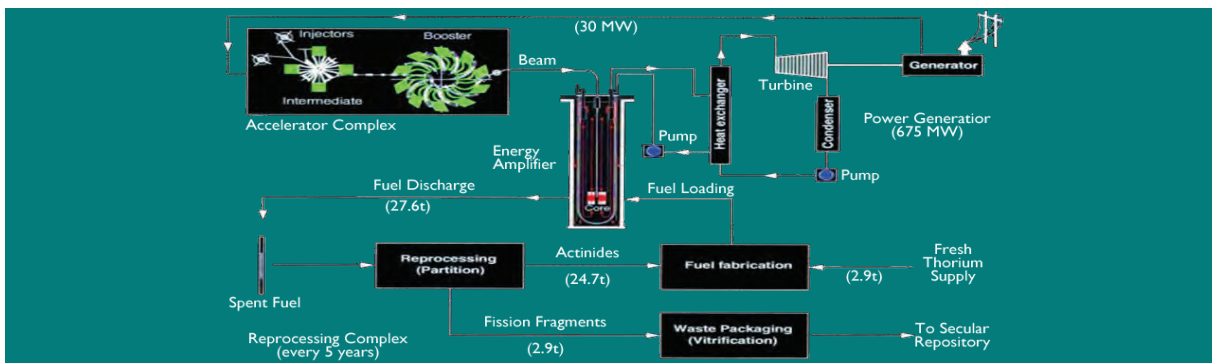 (30 MW)
Injectors
Booster
Intermediate
Accelerator Complex
Beam
Energy
Amplifier
Core
Pump
Heat exchanger
Turbine
Condenser
Generator
Power Generatior
(675 MW)
Pump
Fuel Discharge
(27.6t)
Fuel Loading
Spent Fuel
Reprocessing
(Partition)
Actinides
(24.7t)
Fuel fabrication
(2.9t)
Fresh
Thorium
Supply
Reprocessing Complex
(every 5 years)
Fission Fragments
(2.9t)
Waste Packaging
(Vitrification)
To Secular
Repository